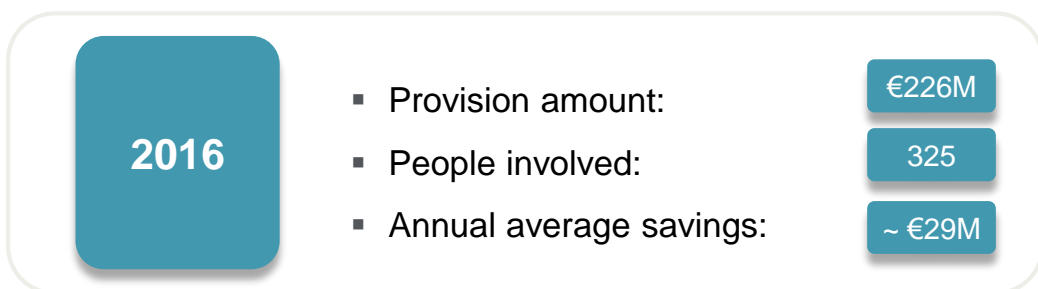 2016
▪ Provision amount: €226M
▪ People involved: 325
▪ Annual average savings: ~ €29M